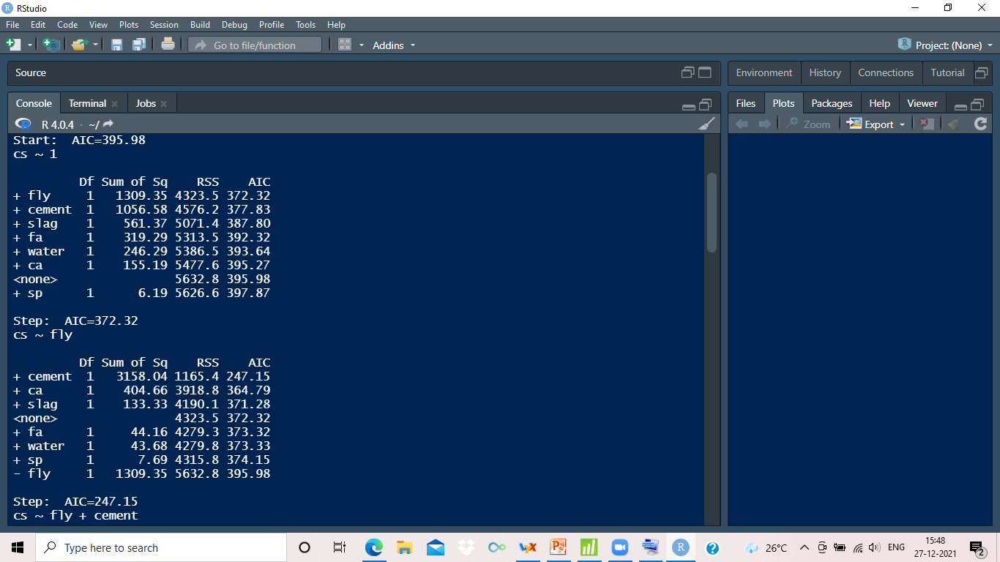 RStudio
File Edit Code View Plots Session Build Debug Profile Tools Help
Go to file/function Addins Project: (None)
Source
Environment History Connections Tutorial
Console Terminal Jobs
Files Plots Packages Help Viewer
R 4.0.4 · ~/
Zoom Export
Start:  AIC=395.98
cs ~ 1
         Df Sum of Sq    RSS    AIC
+ fly     1   1309.35 4323.5 372.32
+ cement  1   1056.58 4576.2 377.83
+ slag    1    561.37 5071.4 387.80
+ fa      1    319.29 5313.5 392.32
+ water   1    246.29 5386.5 393.64
+ ca      1    155.19 5477.6 395.27
<none>                5632.8 395.98
+ sp      1      6.19 5626.6 397.87
Step:  AIC=372.32
cs ~ fly
         Df Sum of Sq    RSS    AIC
+ cement  1   3158.04 1165.4 247.15
+ ca      1    404.66 3918.8 364.79
+ slag    1    133.33 4190.1 371.28
<none>                4323.5 372.32
+ fa      1     44.16 4279.3 373.32
+ water   1     43.68 4279.8 373.33
+ sp      1      7.69 4315.8 374.15
- fly     1   1309.35 5632.8 395.98
Step:  AIC=247.15
cs ~ fly + cement
Type here to search
26°C
ENG
15:48
27-12-2021
2